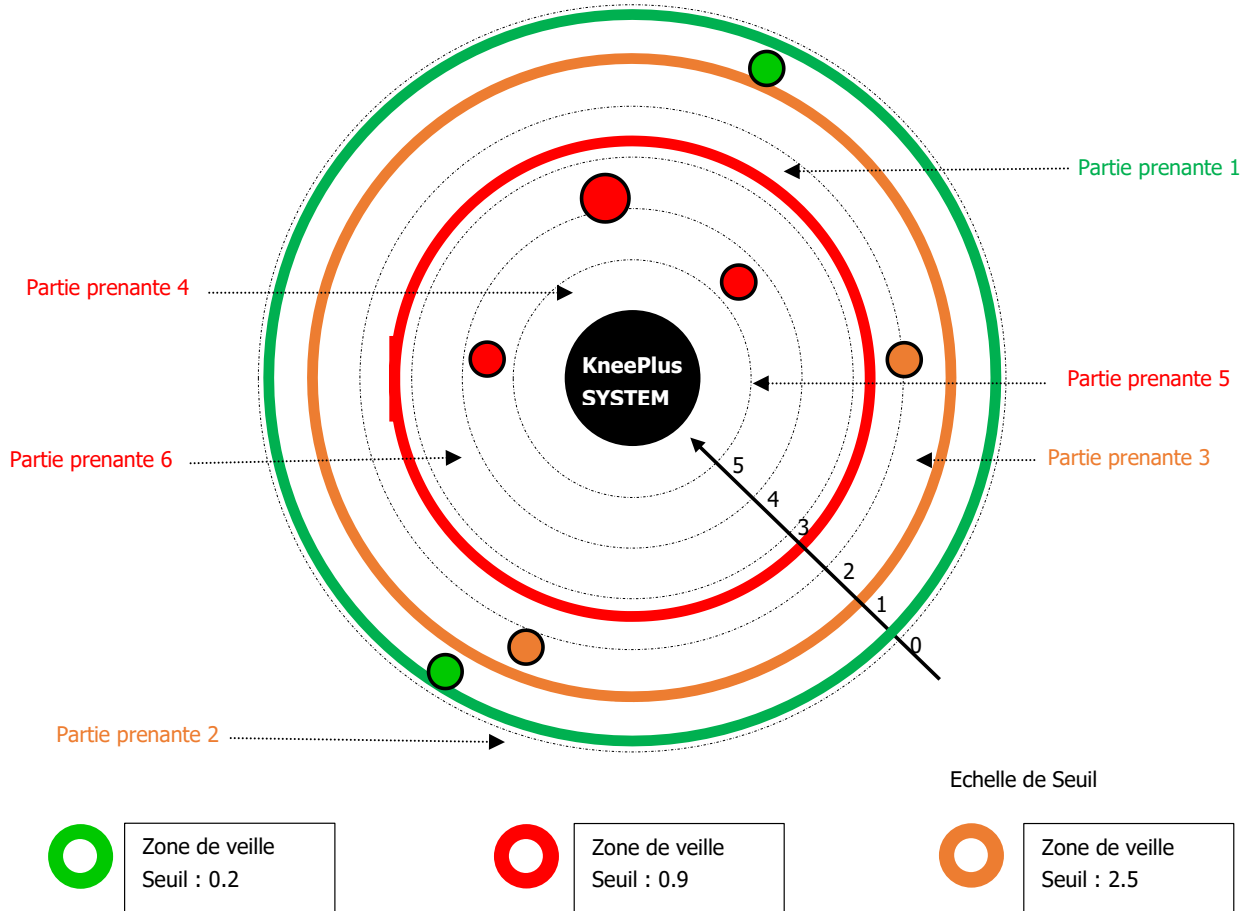 Partie prenante 1
Partie prenante 4
KneePlus
SYSTEM
Partie prenante 5
Partie prenante 6
Partie prenante 3
5
4
3
2
1
0
Partie prenante 2
Echelle de Seuil
Zone de veille
Seuil : 0.2
Zone de veille
Seuil : 0.9
Zone de veille
Seuil : 2.5